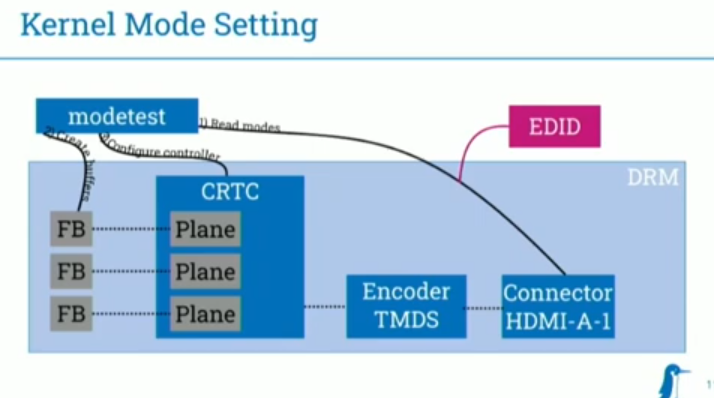 Kernel Mode Setting
modetest
1) Read modes
EDID
2) Create buffers
3) Configure controller
DRM
CRTC
FB
Plane
FB
Plane
FB
Plane
Encoder
TMDS
Connector
HDMI-A-1